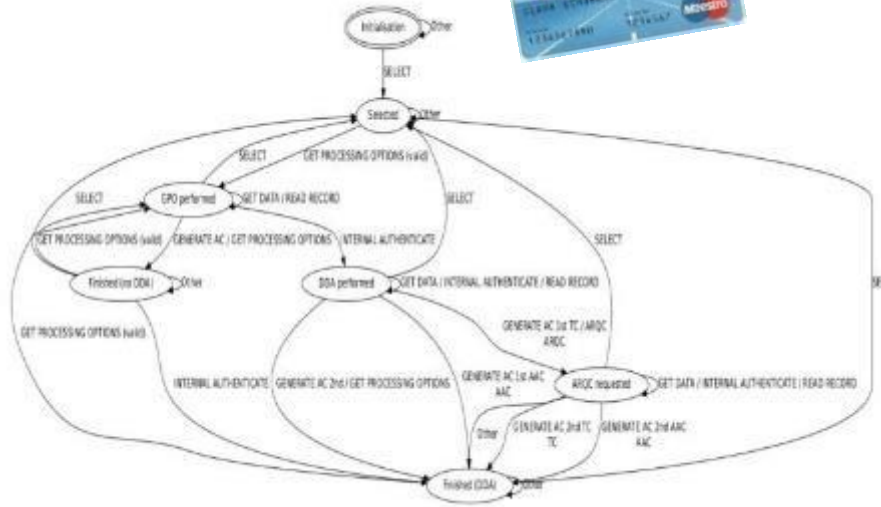 Initialisation
Other
SELECT
Maestro
Selected
Other
SELECT
GET PROCESSING OPTIONS (valid)
SELECT
GPO performed
GET DATA / READ RECORD
SELECT
GET PROCESSING OPTIONS (valid)
GENERATE AC / GET PROCESSING OPTIONS
INTERNAL AUTHENTICATE
SELECT
Finished (no DDA)
Other
DDA performed
GET DATA / INTERNAL AUTHENTICATE / READ RECORD
GET PROCESSING OPTIONS (valid)
GENERATE AC 1st TC / ARQC
ARQC
INTERNAL AUTHENTICATE
GENERATE AC 2nd / GET PROCESSING OPTIONS
GENERATE AC 1st AAC
AAC
ARQC requested
GET DATA / INTERNAL AUTHENTICATE / READ RECORD
Other
GENERATE AC 2nd TC
TC
GENERATE AC 2nd AAC
AAC
Finished (DDA)
Other